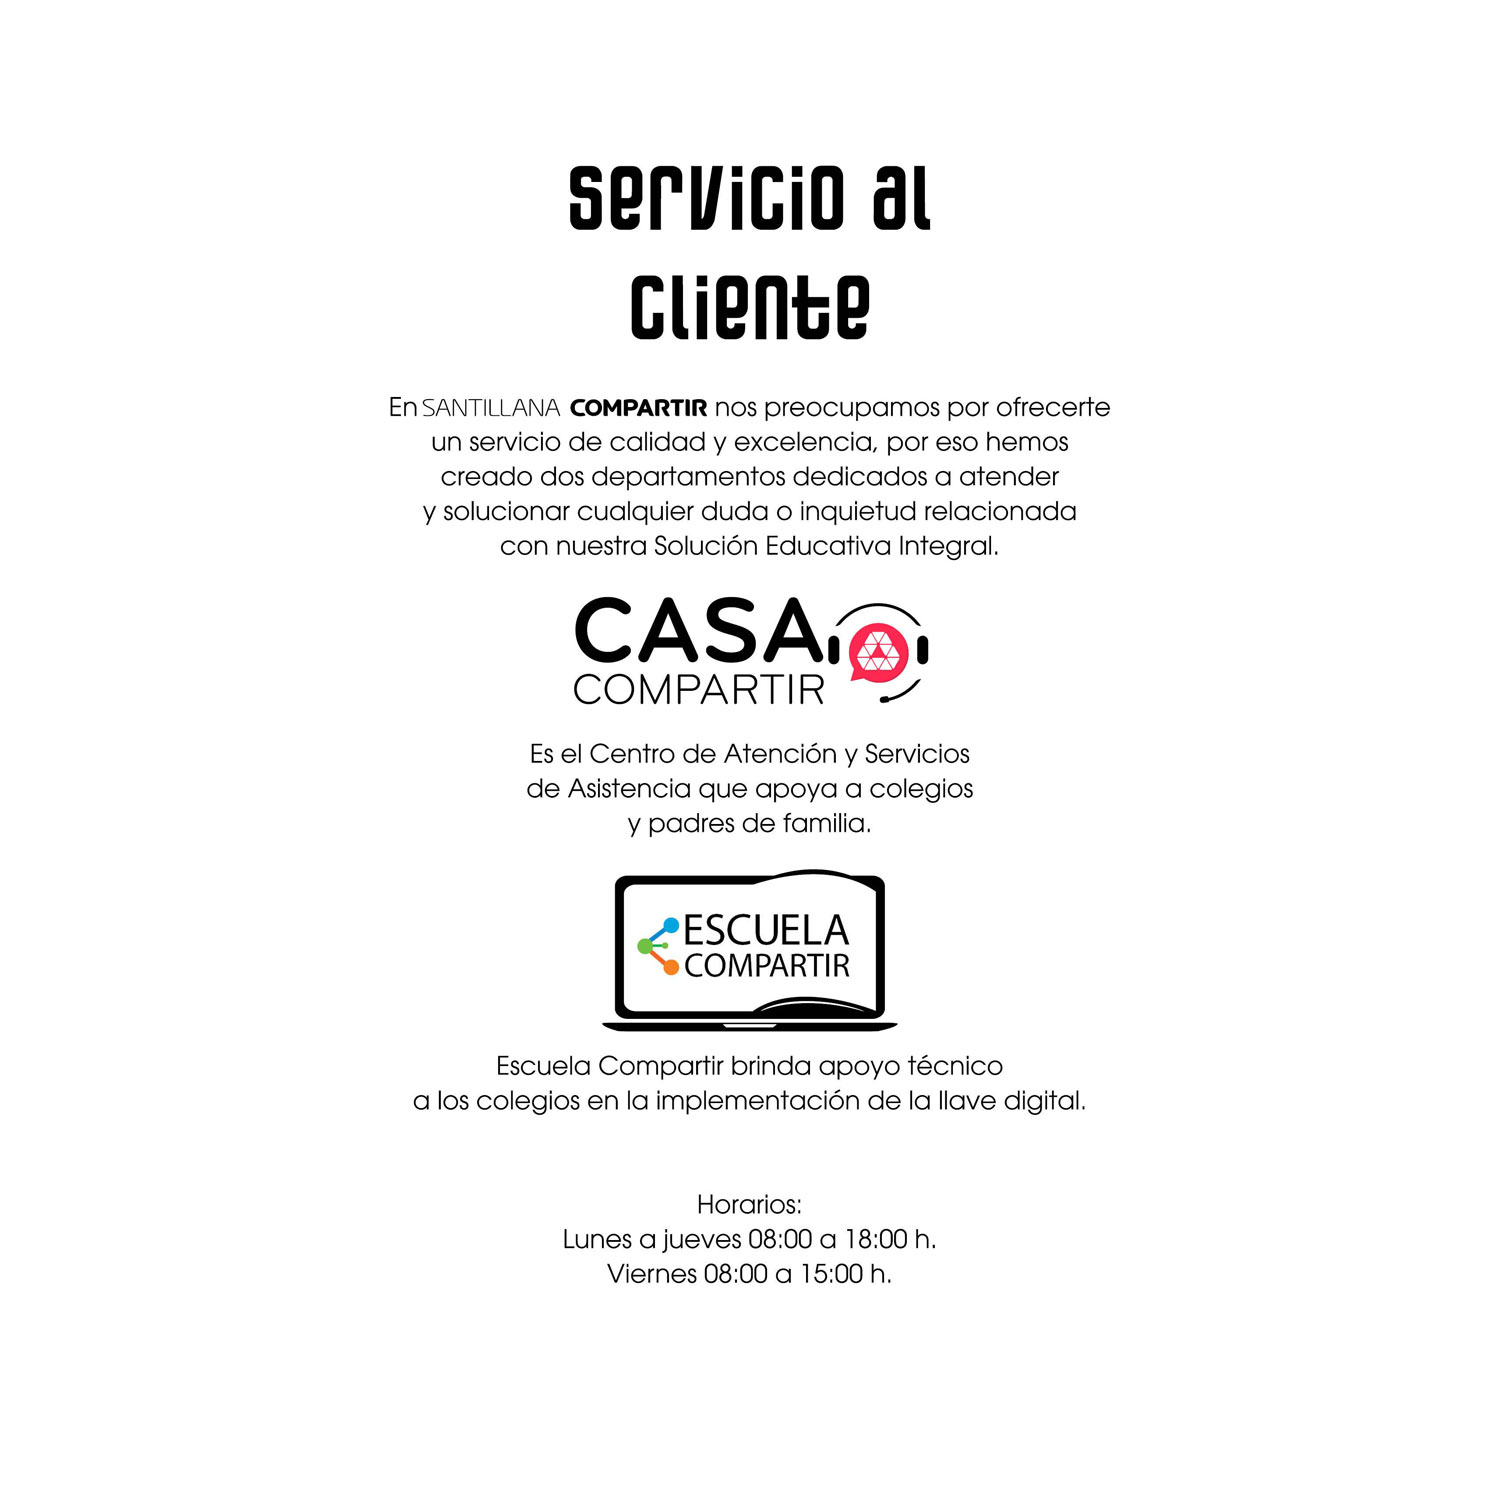 Servicio al
cliente
En SANTILLANA COMPARTIR nos preocupamos por ofrecerte
un servicio de calidad y excelencia, por eso hemos
creado dos departamentos dedicados a atender
y solucionar cualquier duda o inquietud relacionada
con nuestra Solución Educativa Integral.
CASA
COMPARTIR
Es el Centro de Atención y Servicios
de Asistencia que apoya a colegios
y padres de familia.
ESCUELA
COMPARTIR
Escuela Compartir brinda apoyo técnico
a los colegios en la implementación de la llave digital.
Horarios:
Lunes a jueves 08:00 a 18:00 h.
Viernes 08:00 a 15:00 h.